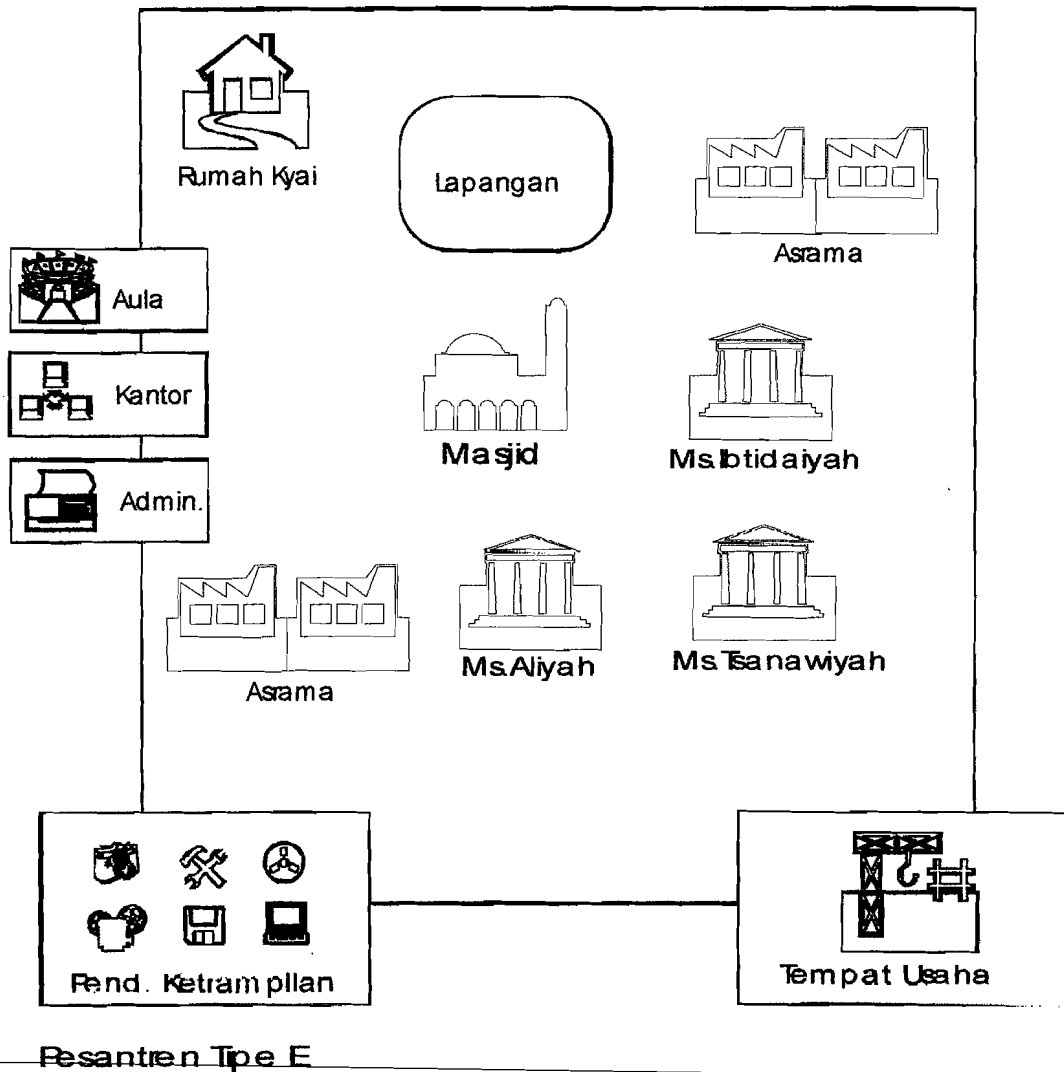 Rumah Kyai
Lapangan
Asrama
Aula
Kantor
Admin.
Masjid
Ms.Ibtidaiyah
Asrama
Ms.Aliyah
Ms.Tsanawiyah
Pend. Ketrampilan
Tempat Usaha
Pesantren Tipe E